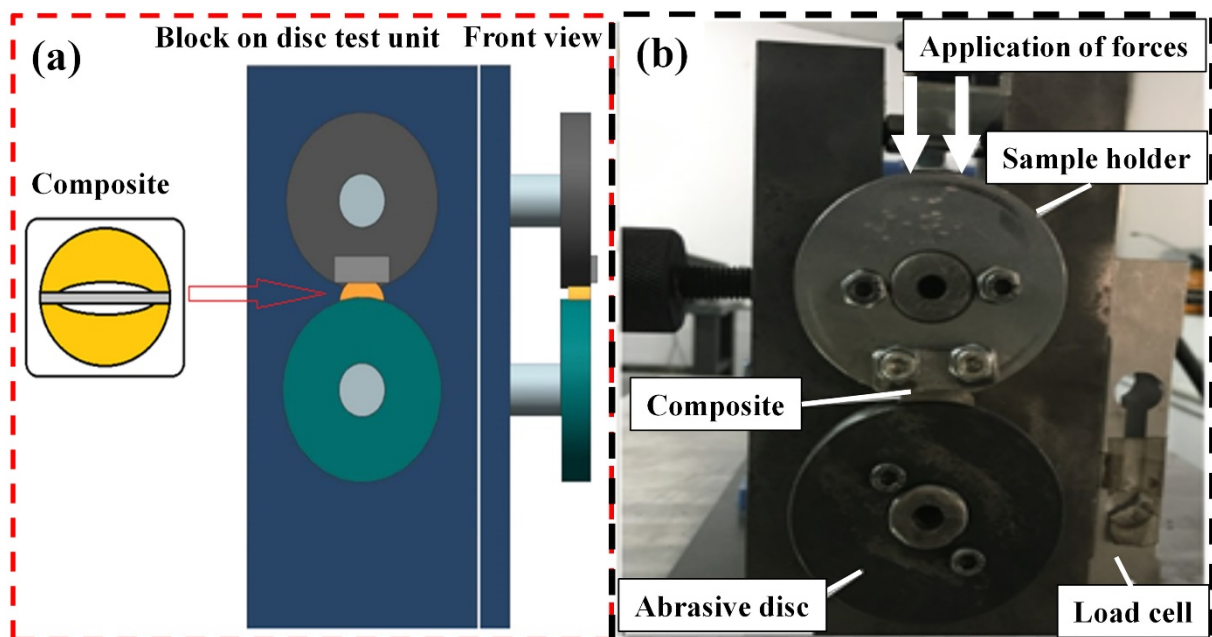 (a)
Block on disc test unit
Front view
Composite
(b)
Application of forces
Sample holder
Composite
Abrasive disc
Load cell